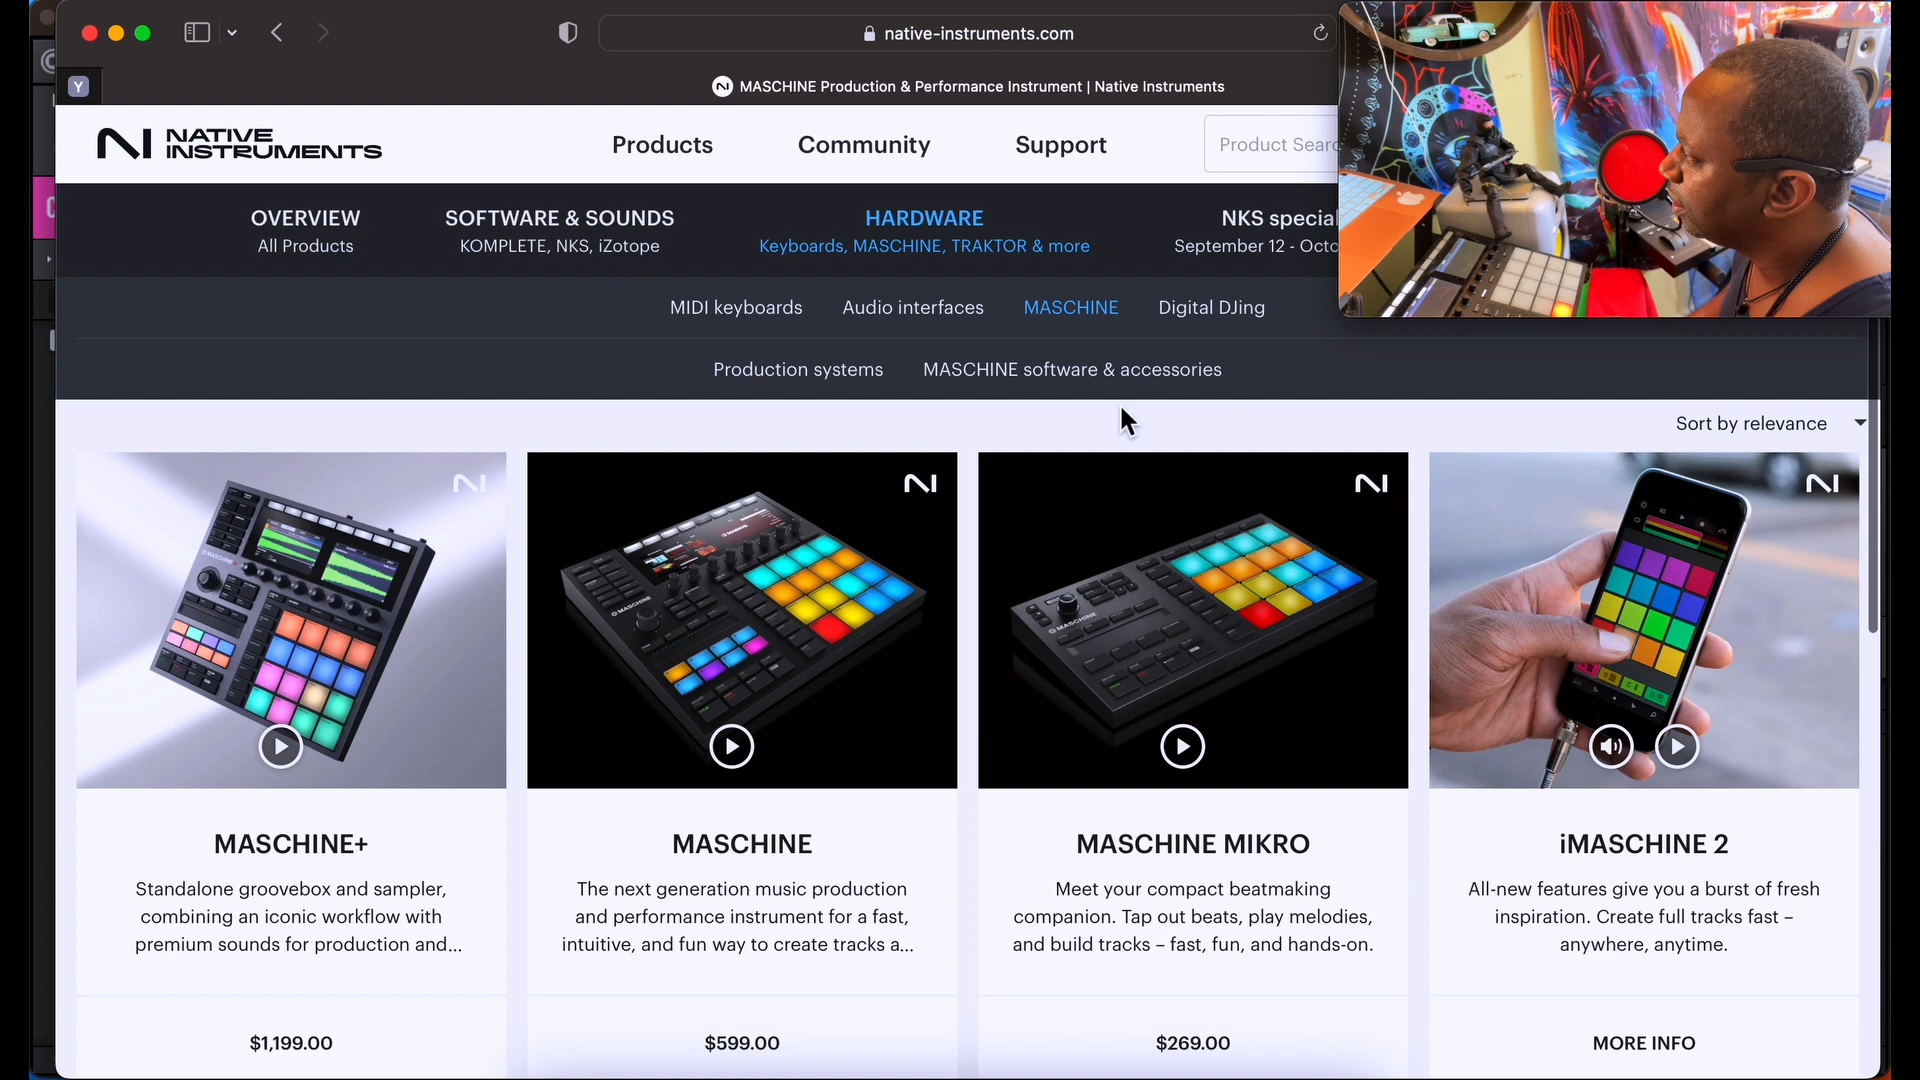 native-instruments.com
Y
MASCHINE Production & Performance Instrument | Native Instruments
NATIVE
INSTRUMENTS
Products
Community
Support
Product Sear
OVERVIEW
All Products
SOFTWARE & SOUNDS
KOMPLETE, NKS, iZotope
HARDWARE
Keyboards, MASCHINE, TRAKTOR & more
NKS special
September 12 - Octo
MIDI keyboards
Audio interfaces
MASCHINE
Digital DJing
Production systems
MASCHINE software & accessories
Sort by relevance
MASCHINE+
Standalone groovebox and sampler,
combining an iconic workflow with
premium sounds for production and...
$1,199.00
MASCHINE
The next generation music production
and performance instrument for a fast,
intuitive, and fun way to create tracks a...
$599.00
MASCHINE MIKRO
Meet your compact beatmaking
companion. Tap out beats, play melodies,
and build tracks – fast, fun, and hands-on.
$269.00
iMASCHINE 2
All-new features give you a burst of fresh
inspiration. Create full tracks fast –
anywhere, anytime.
MORE INFO